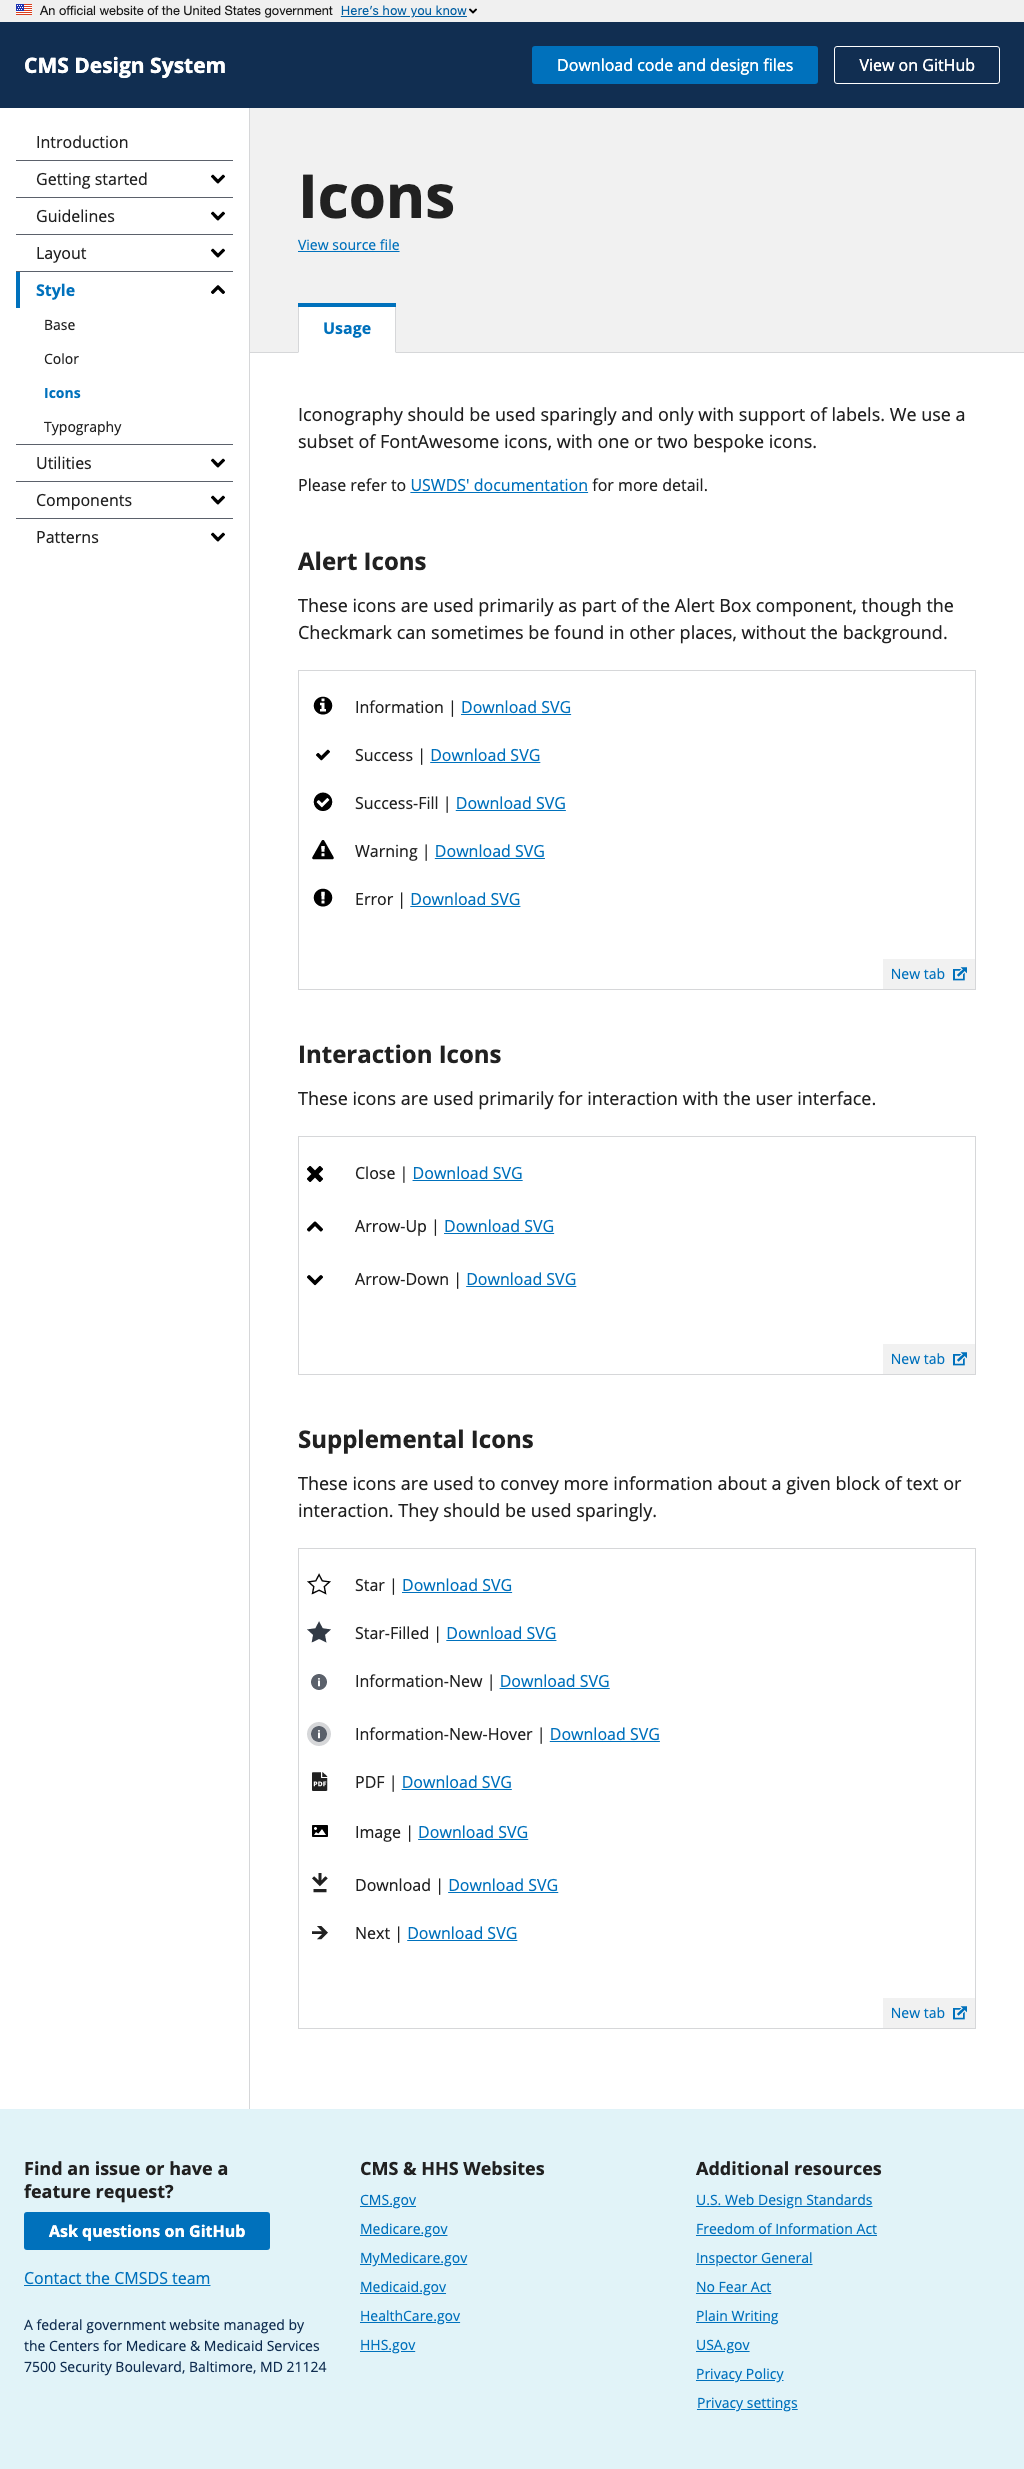 An official website of the United States government Here's how you know
CMS Design System
Download code and design files
View on GitHub
Introduction
Getting started
Guidelines
Layout
Style
Base
Color
Icons
Typography
Utilities
Components
Patterns
Icons
View source file
Usage
Iconography should be used sparingly and only with support of labels. We use a
subset of FontAwesome icons, with one or two bespoke icons.
Please refer to USWDS' documentation for more detail.
Alert Icons
These icons are used primarily as part of the Alert Box component, though the
Checkmark can sometimes be found in other places, without the background.
Information | Download SVG
Success | Download SVG
Success-Fill | Download SVG
Warning | Download SVG
Error | Download SVG
New tab
Interaction Icons
These icons are used primarily for interaction with the user interface.
Close | Download SVG
Arrow-Up | Download SVG
Arrow-Down | Download SVG
New tab
Supplemental Icons
These icons are used to convey more information about a given block of text or
interaction. They should be used sparingly.
Star | Download SVG
Star-Filled | Download SVG
Information-New | Download SVG
Information-New-Hover | Download SVG
PDF PDF | Download SVG
Image | Download SVG
Download | Download SVG
Next | Download SVG
New tab
Find an issue or have a
feature request?
Ask questions on GitHub
Contact the CMSDS team
A federal government website managed by
the Centers for Medicare & Medicaid Services
7500 Security Boulevard, Baltimore, MD 21124
CMS & HHS Websites
CMS.gov
Medicare.gov
MyMedicare.gov
Medicaid.gov
HealthCare.gov
HHS.gov
Additional resources
U.S. Web Design Standards
Freedom of Information Act
Inspector General
No Fear Act
Plain Writing
USA.gov
Privacy Policy
Privacy settings